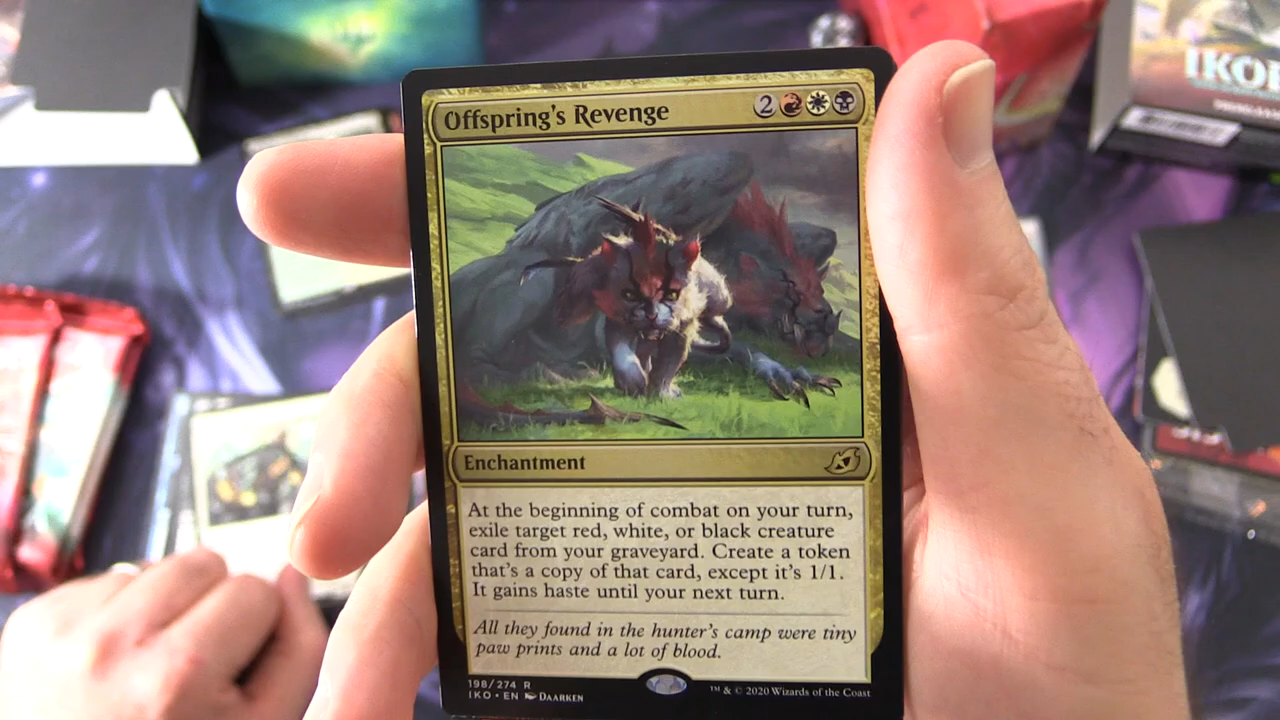 Offspring's Revenge
2
Enchantment
At the beginning of combat on your turn,
exile target red, white, or black creature
card from your graveyard. Create a token
that's a copy of that card, except it's 1/1.
It gains haste until your next turn.
All they found in the hunter's camp were tiny
paw prints and a lot of blood.
198/274 R
IKO • EN DAARKEN
™ & © 2020 Wizards of the Coast